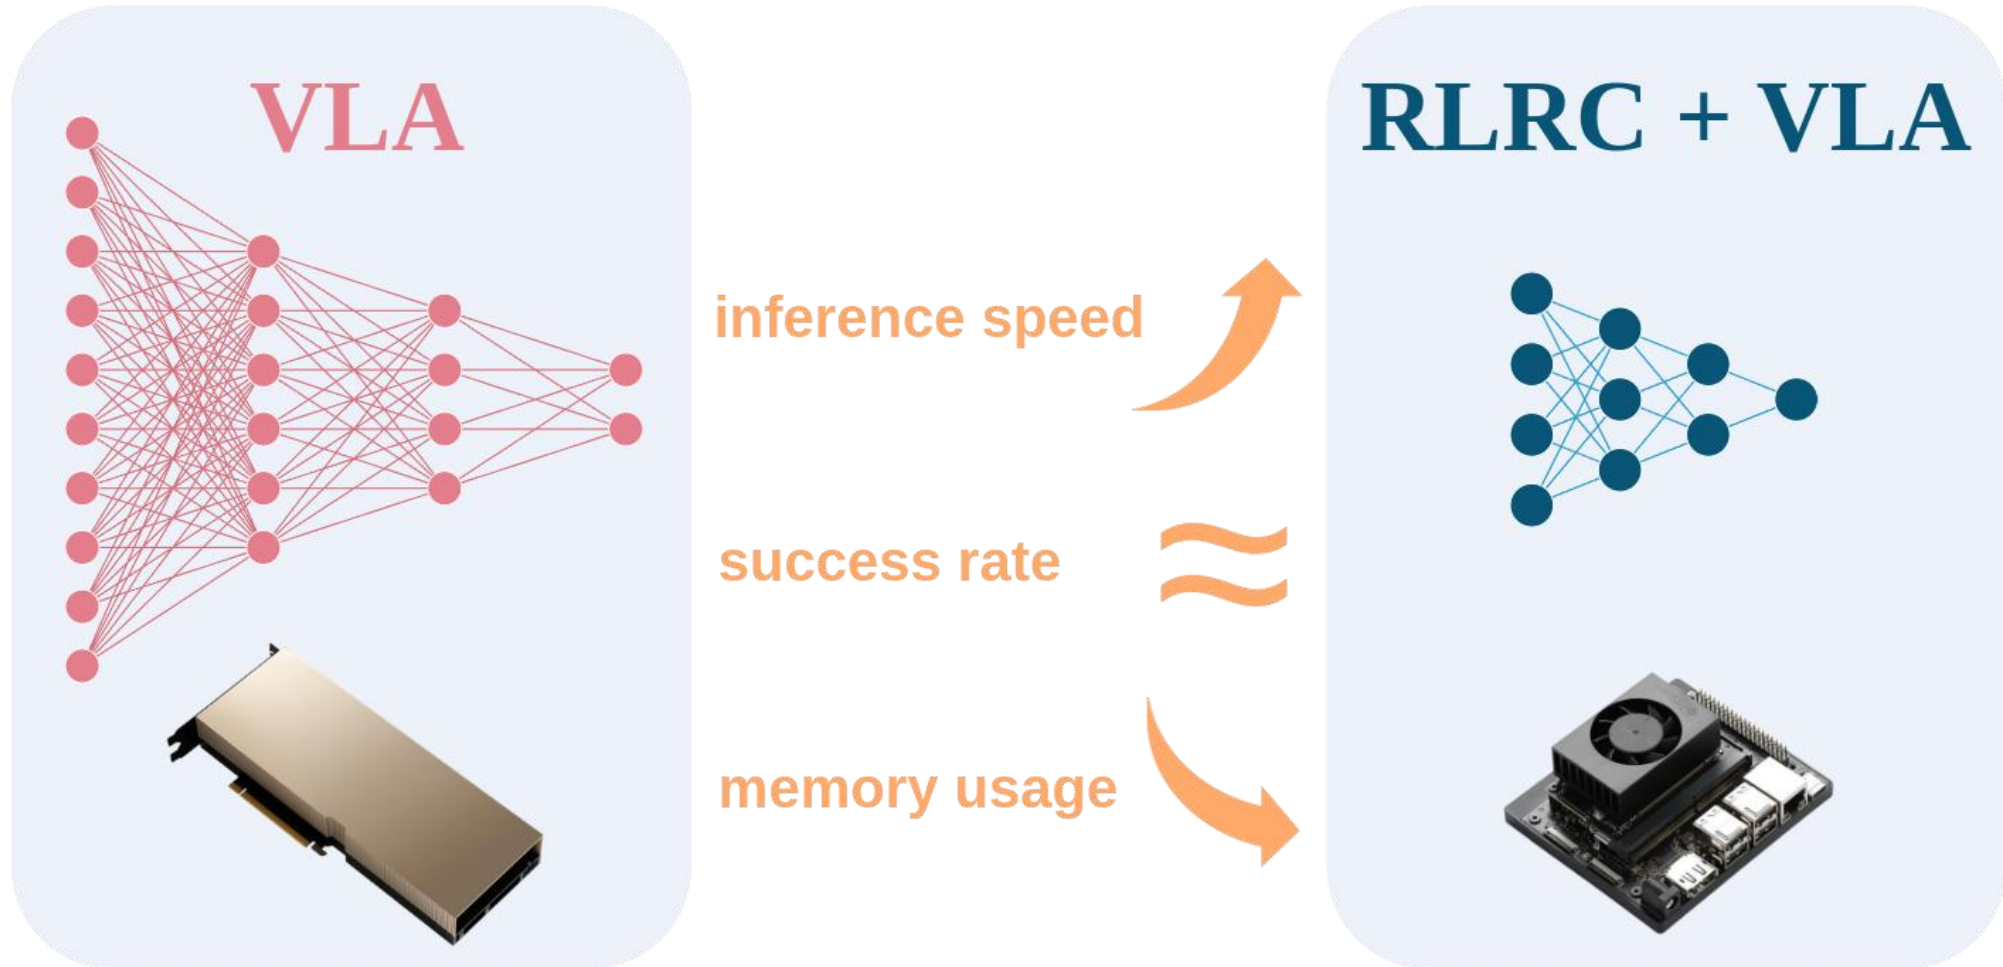 VLA
RLRC + VLA
inference speed
success rate
memory usage